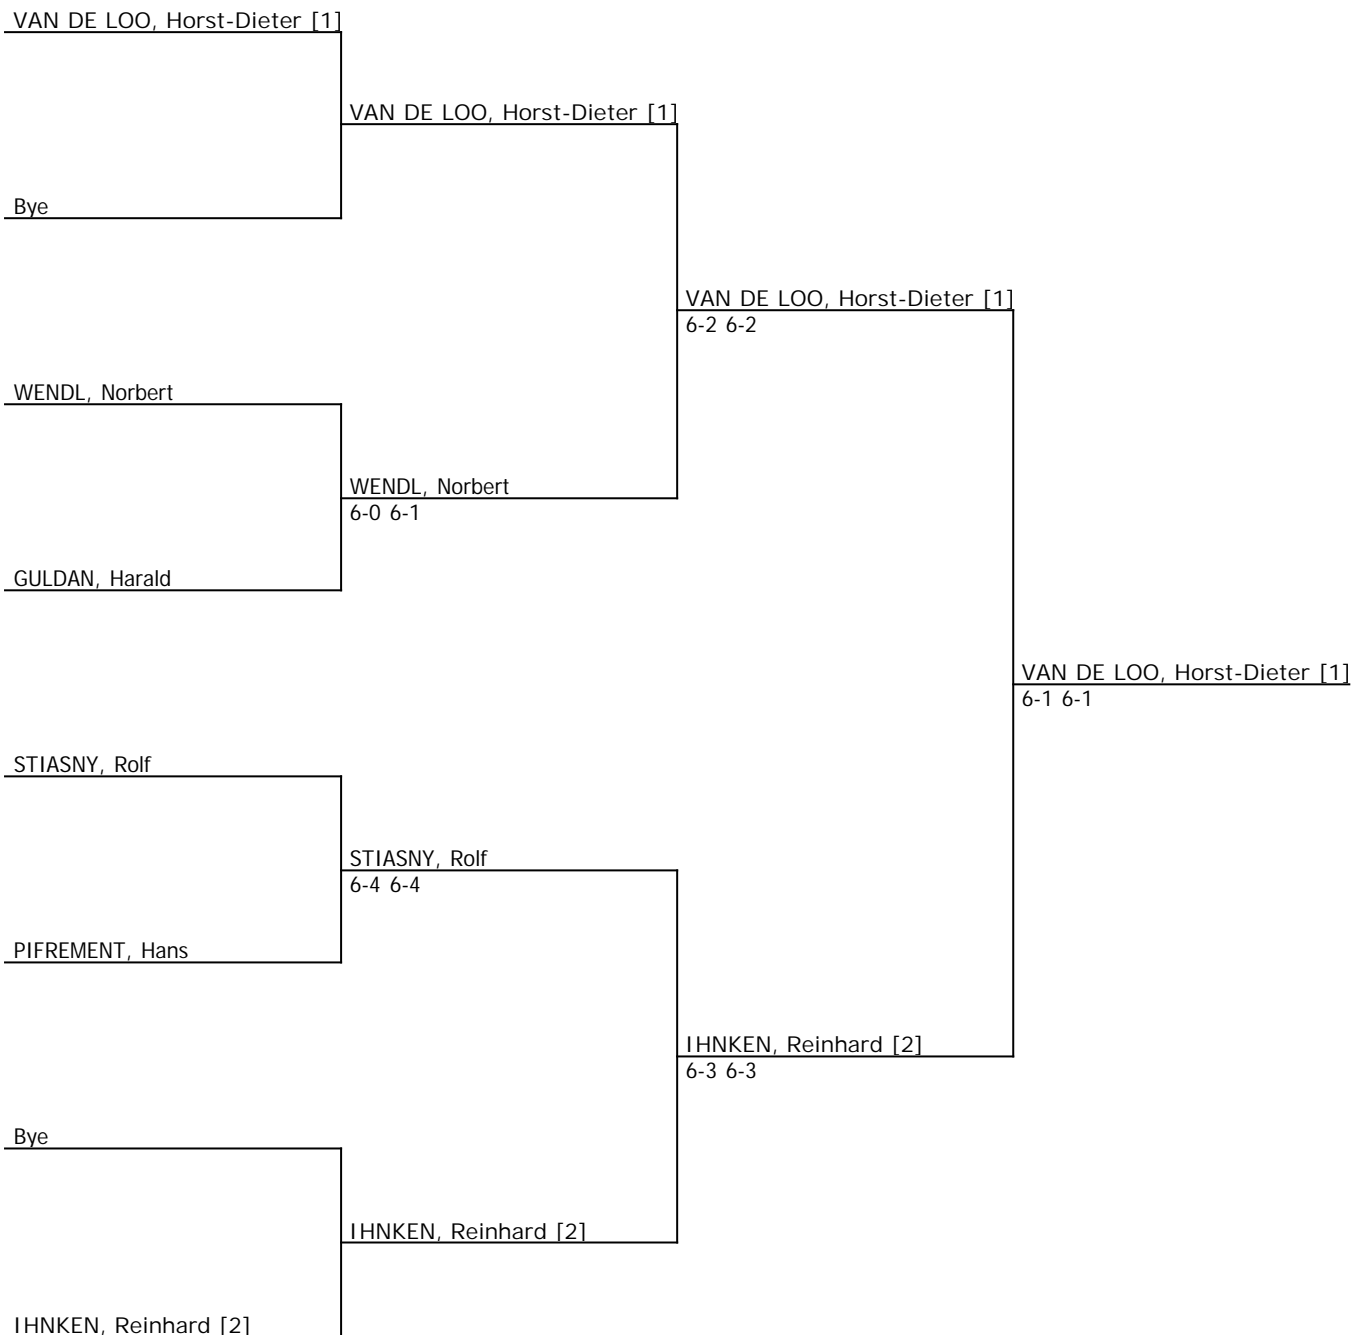 VAN DE LOO, Horst-Dieter [1]
VAN DE LOO, Horst-Dieter [1]
Bye
VAN DE LOO, Horst-Dieter [1]
6-2 6-2
WENDL, Norbert
WENDL, Norbert
6-0 6-1
GULDAN, Harald
VAN DE LOO, Horst-Dieter [1]
6-1 6-1
STIASNY, Rolf
STIASNY, Rolf
6-4 6-4
PIFREMENT, Hans
IHNKEN, Reinhard [2]
6-3 6-3
Bye
IHNKEN, Reinhard [2]
IHNKEN, Reinhard [2]